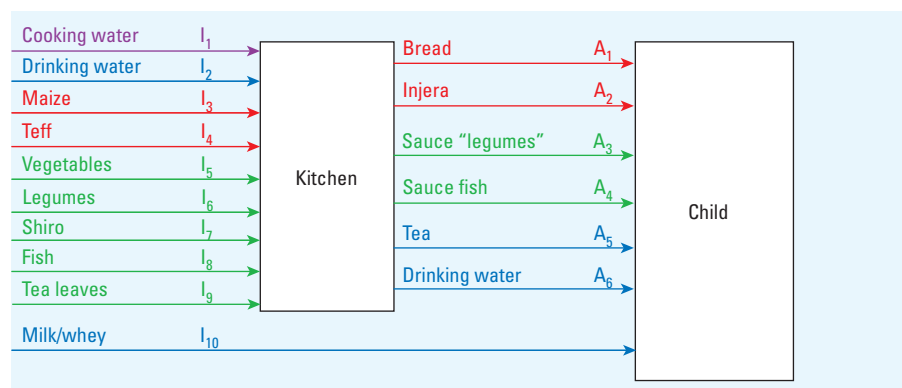 Cooking water I₁
Drinking water I₂
Maize I₃
Teff I₄
Vegetables I₅
Legumes I₆
Shiro I₇
Fish I₈
Tea leaves I₉
Milk/whey I₁₀
Kitchen
Bread A₁
Injera A₂
Sauce “legumes” A₃
Sauce fish A₄
Tea A₅
Drinking water A₆
Child